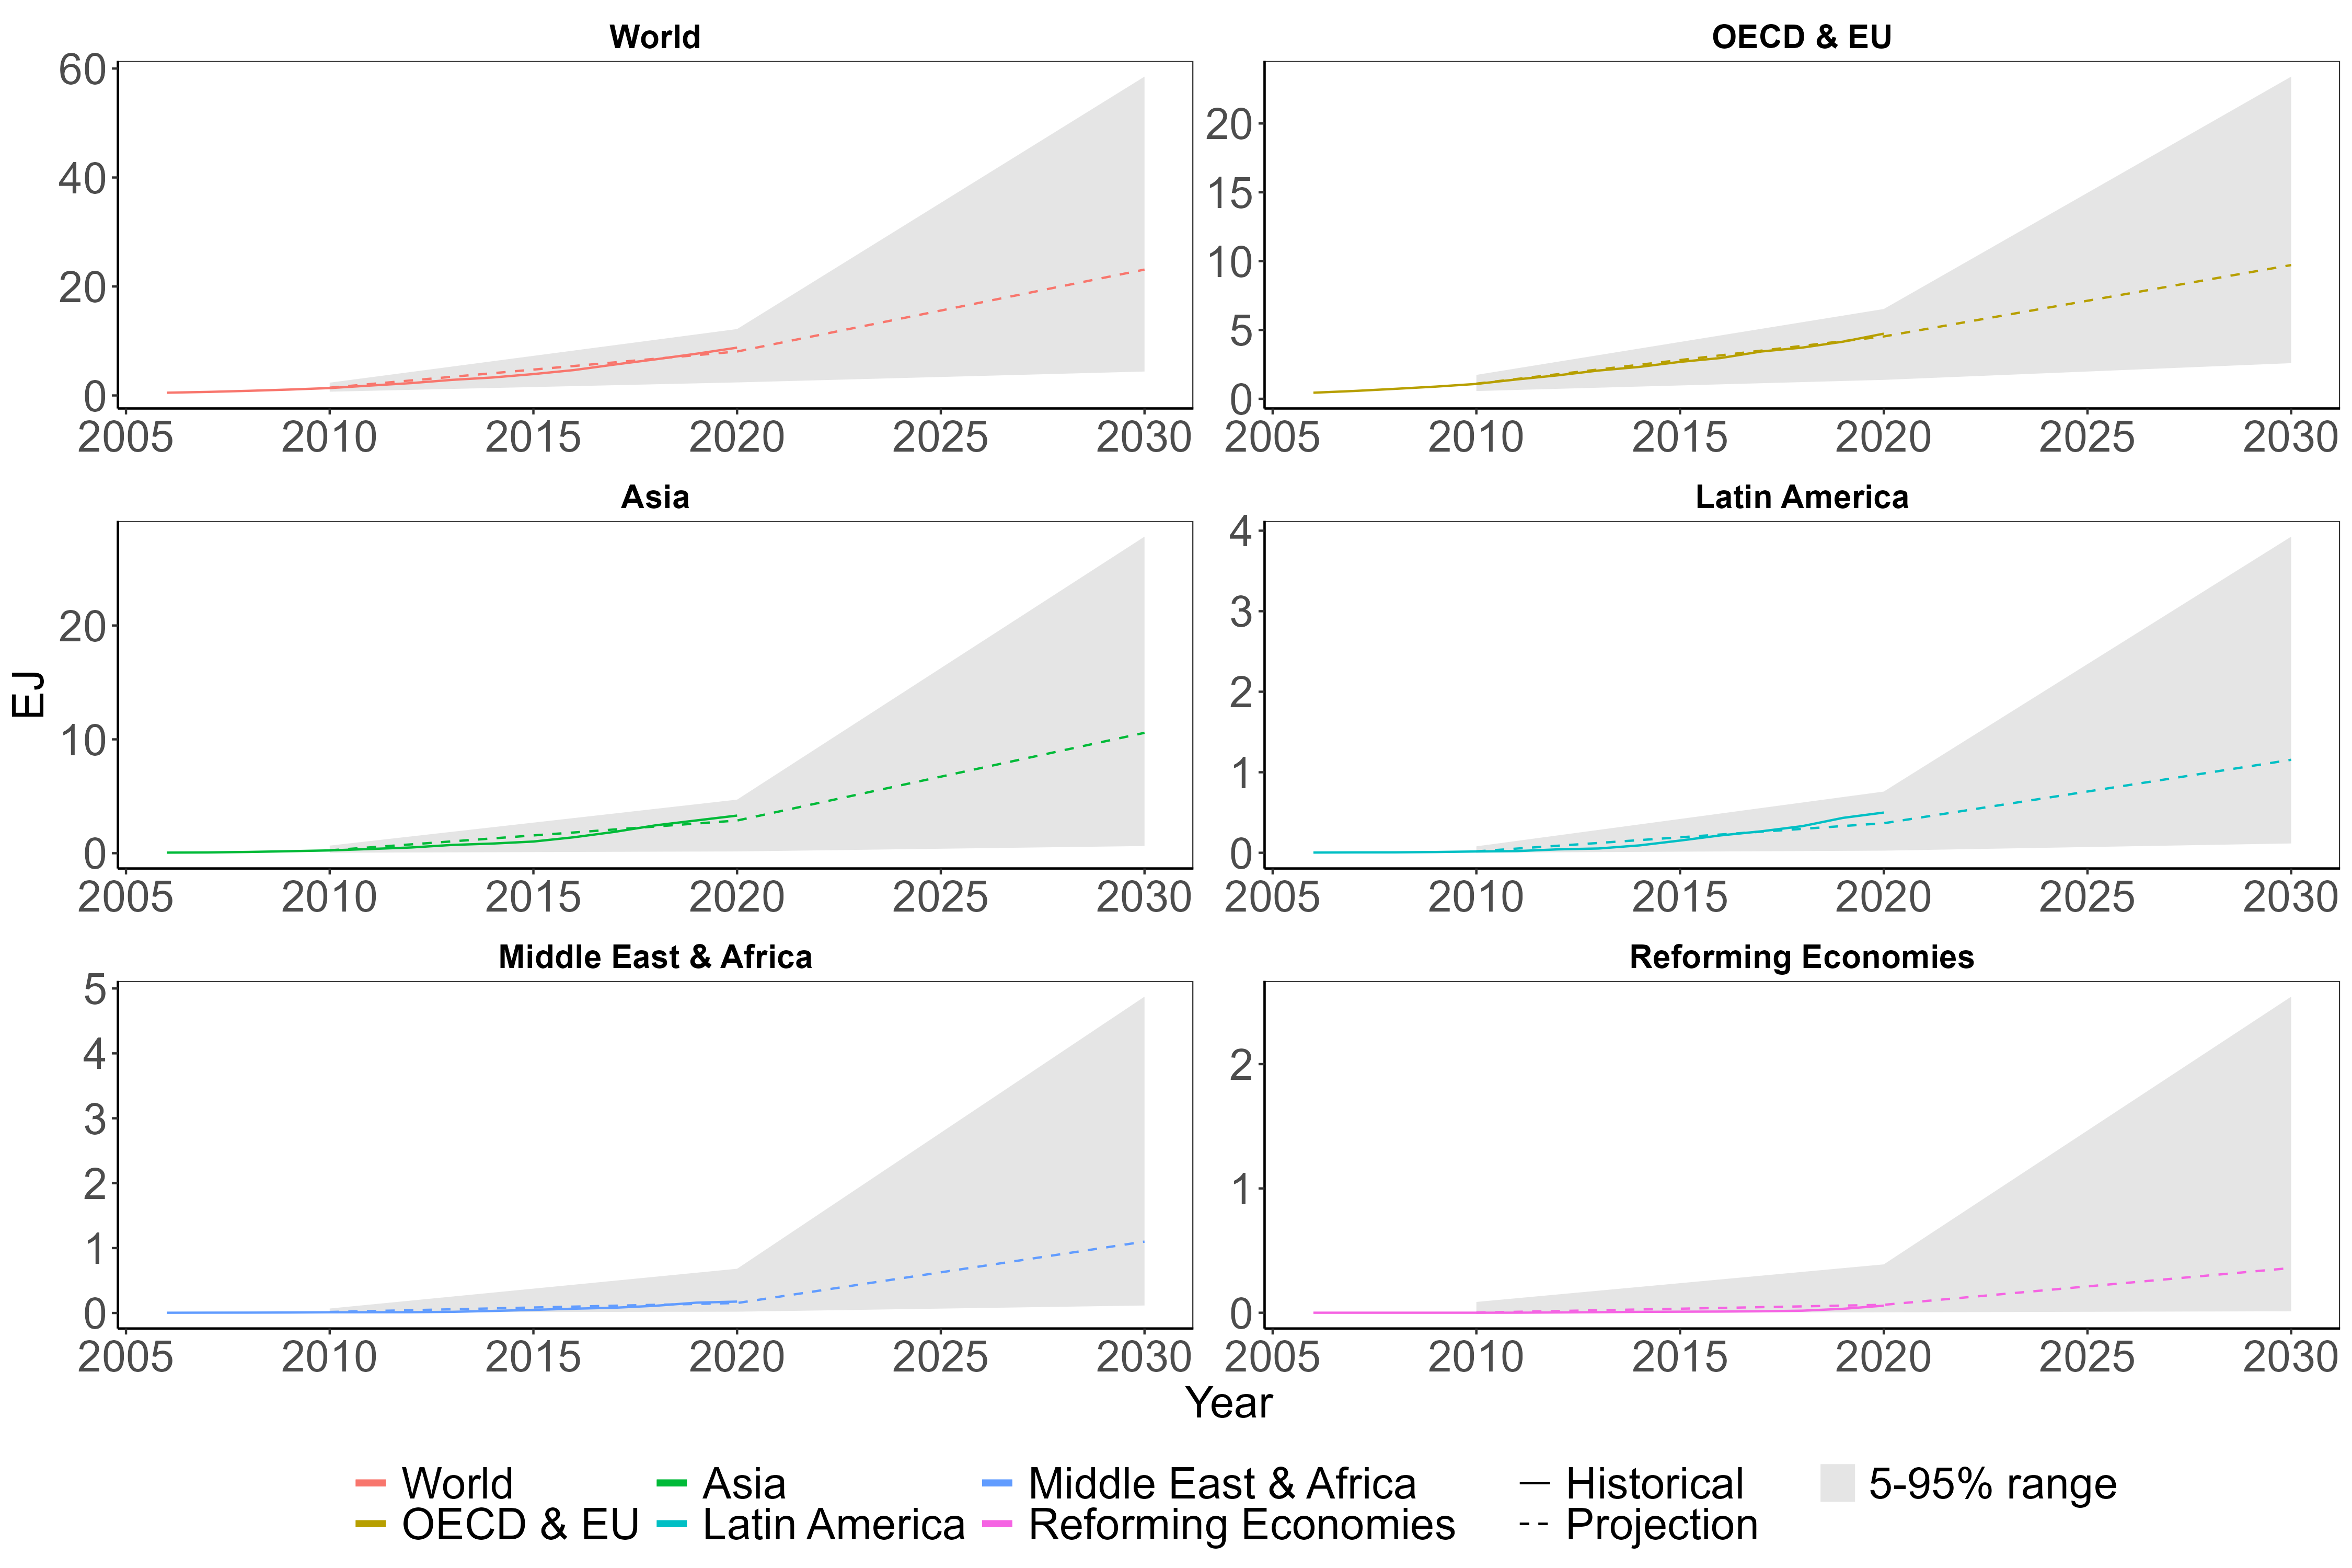 World
OECD & EU
60
40
20
0
20
15
10
5
0
2005 2010 2015 2020 2025 2030
2005 2010 2015 2020 2025 2030
Asia
Latin America
20
10
0
4
3
2
1
0
2005 2010 2015 2020 2025 2030
2005 2010 2015 2020 2025 2030
EJ
Middle East & Africa
Reforming Economies
5
4
3
2
1
0
2
1
0
2005 2010 2015 2020 2025 2030
2005 2010 2015 2020 2025 2030
Year
World
OECD & EU
Asia
Latin America
Middle East & Africa
Reforming Economies
Historical
Projection
5-95% range